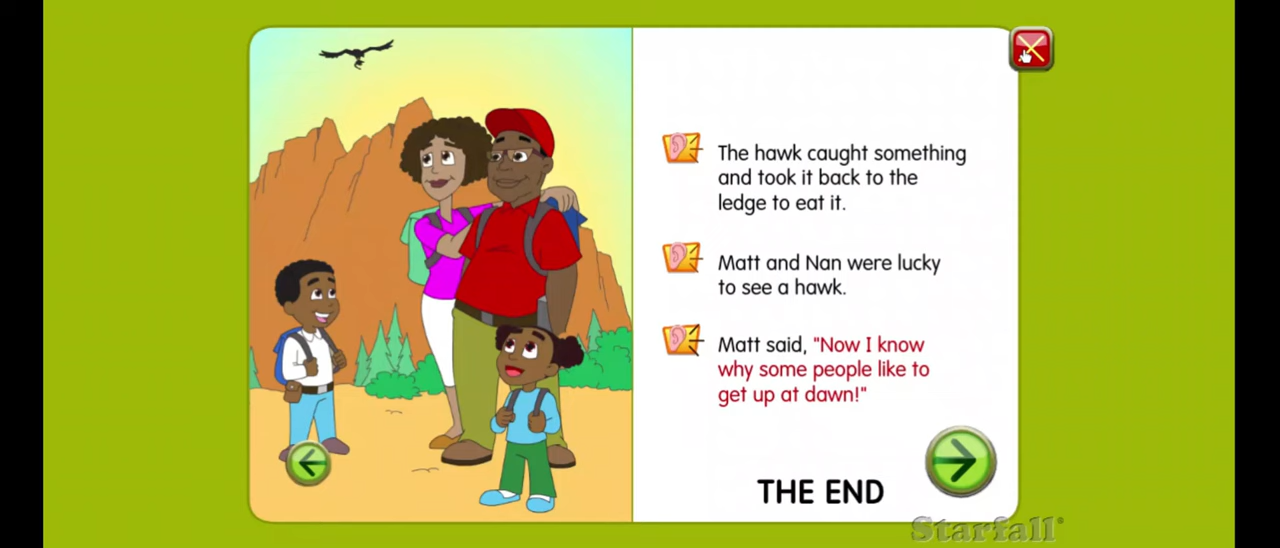 The hawk caught something
and took it back to the
ledge to eat it.
Matt and Nan were lucky
to see a hawk.
Matt said, "Now I know
why some people like to
get up at dawn!"
THE END
Starfall®